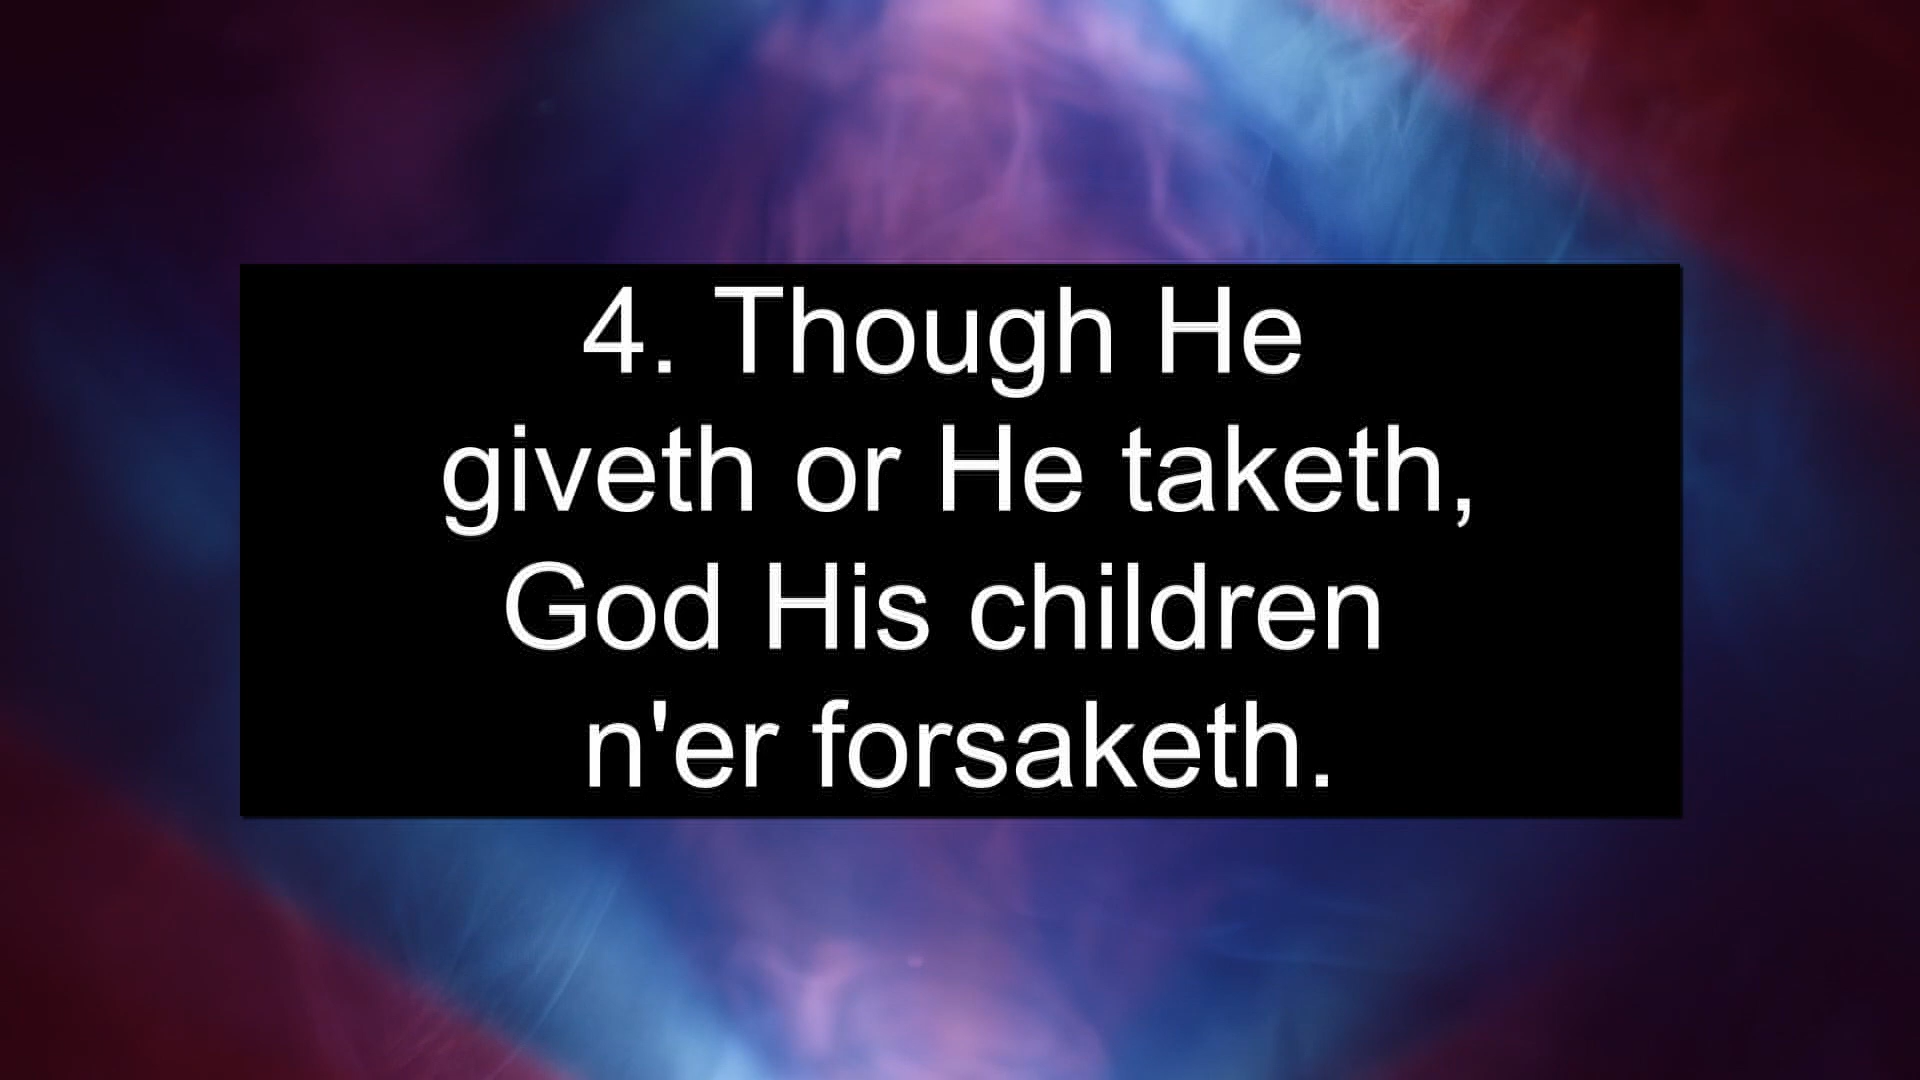 4. Though He
giveth or He taketh,
God His children
n'er forsaketh.